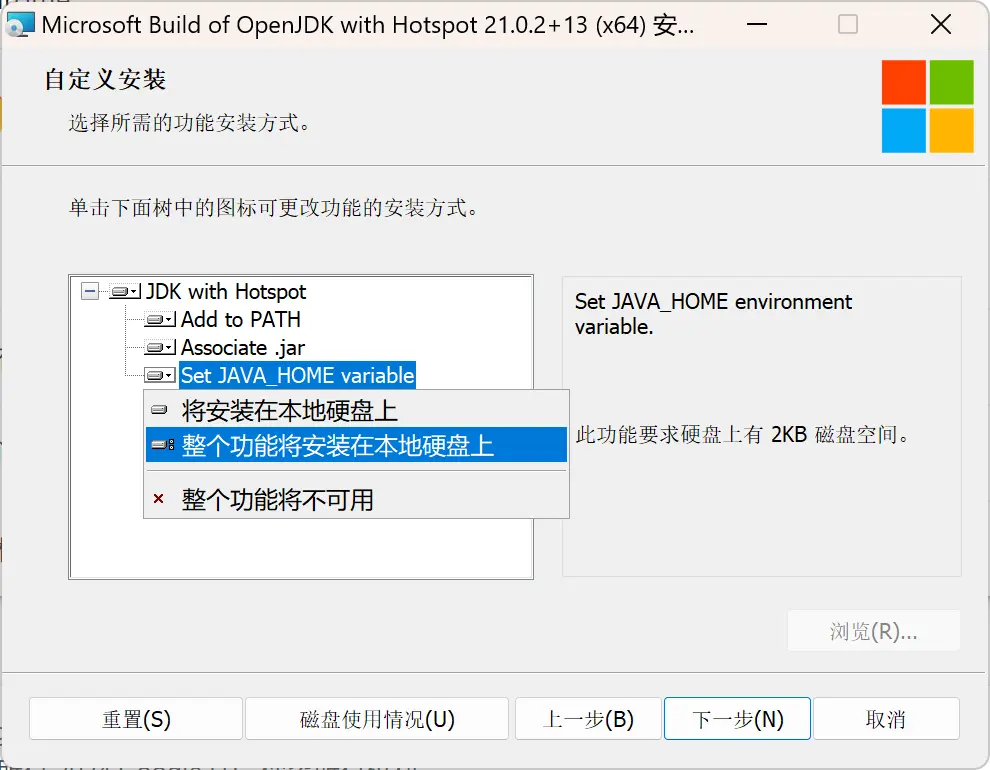 Microsoft Build of OpenJDK with Hotspot 21.0.2+13 (x64) 安...
自定义安装
选择所需的功能安装方式。
单击下面树中的图标可更改功能的安装方式。
JDK with Hotspot
Add to PATH
Associate .jar
Set JAVA_HOME variable
将安装在本地硬盘上
整个功能将安装在本地硬盘上
整个功能将不可用
Set JAVA_HOME environment
variable.
此功能要求硬盘上有 2KB 磁盘空间。
浏览(R)...
重置(S)
磁盘使用情况(U)
上一步(B)
下一步(N)
取消